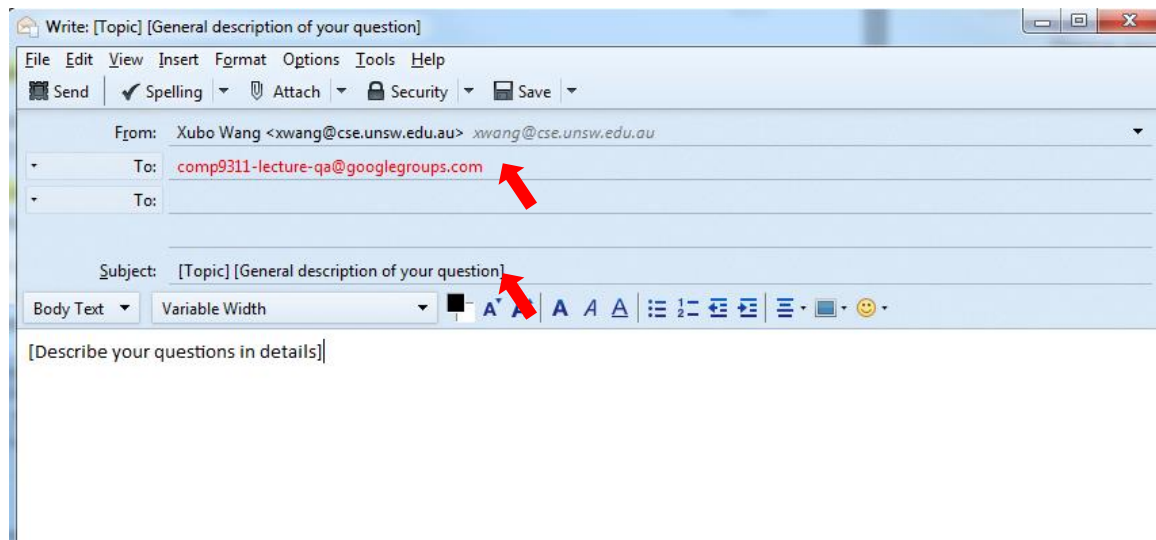 Write: [Topic] [General description of your question]
File Edit View Insert Format Options Tools Help
Send Spelling Attach Security Save
From: Xubo Wang <xwang@cse.unsw.edu.au> xwang@cse.unsw.edu.au
To: comp9311-lecture-qa@googlegroups.com
To:
Subject: [Topic] [General description of your question]
Body Text Variable Width A A A A A
[Describe your questions in details]